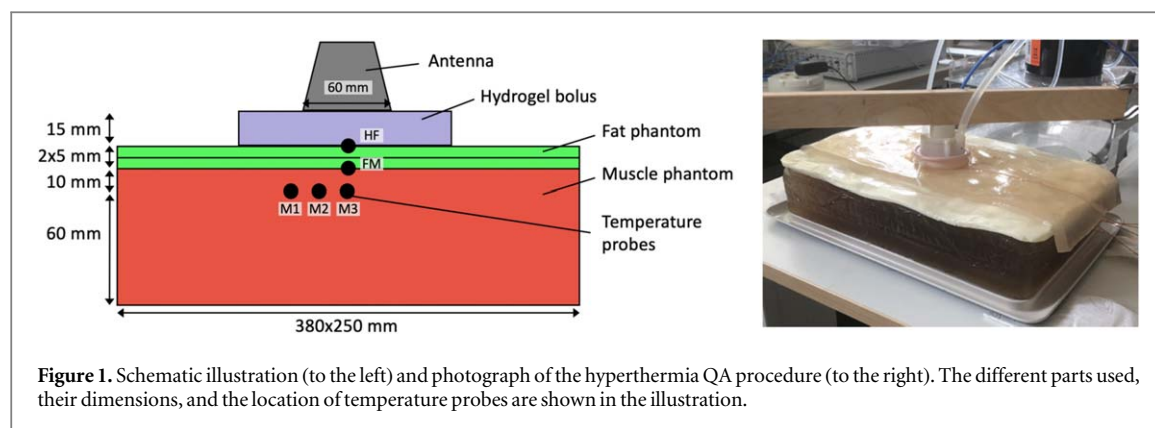 Antenna
60 mm
Hydrogel bolus
15 mm
HF
Fat phantom
2x5 mm
FM
10 mm
Muscle phantom
M1 M2 M3
60 mm
Temperature
probes
380x250 mm
Figure 1. Schematic illustration (to the left) and photograph of the hyperthermia QA procedure (to the right). The different parts used,
their dimensions, and the location of temperature probes are shown in the illustration.